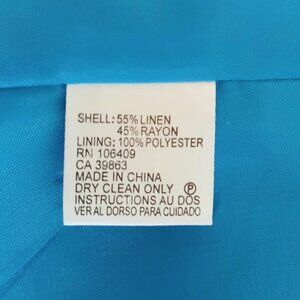 SHELL: 55% LINEN
45% RAYON
LINING: 100% POLYESTER
RN 106409
CA 39863
MADE IN CHINA
DRY CLEAN ONLY Ⓟ
INSTRUCTIONS AU DOS
VER AL DORSO PARA CUIDADO